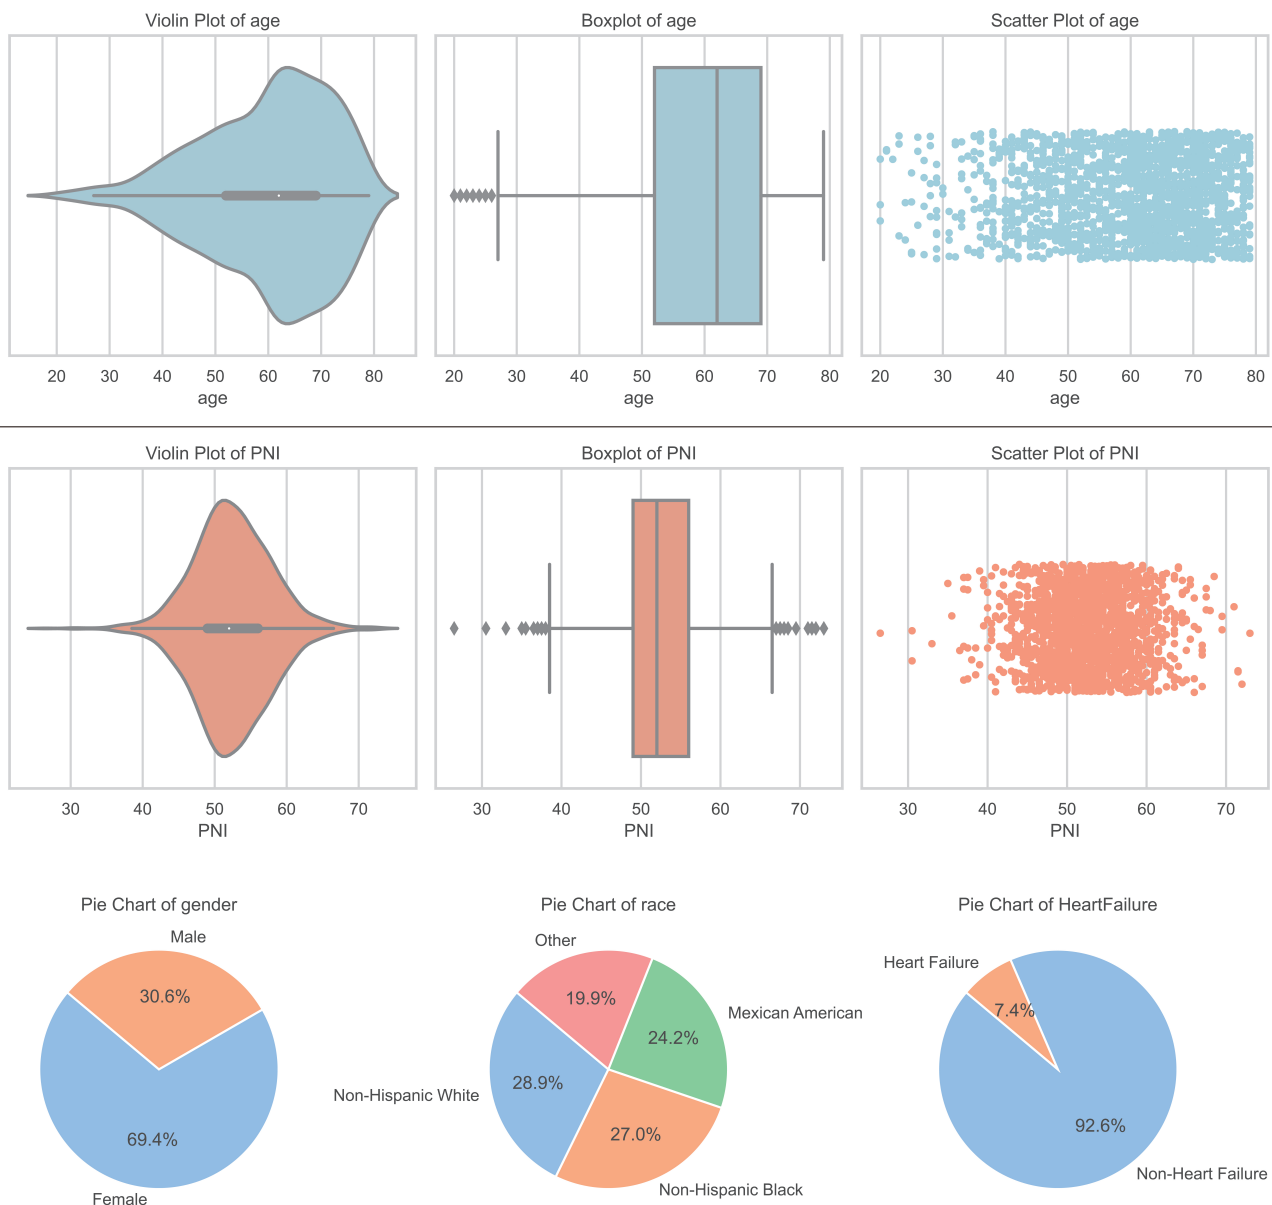 Violin Plot of age
Boxplot of age
Scatter Plot of age
20 30 40 50 60 70 80
age
20 30 40 50 60 70 80
age
20 30 40 50 60 70 80
age
Violin Plot of PNI
Boxplot of PNI
Scatter Plot of PNI
30 40 50 60 70
PNI
30 40 50 60 70
PNI
30 40 50 60 70
PNI
Pie Chart of gender
Male
30.6%
69.4%
Female
Pie Chart of race
Other
19.9%
Mexican American
24.2%
28.9%
Non-Hispanic White
27.0%
Non-Hispanic Black
Pie Chart of HeartFailure
Heart Failure
7.4%
92.6%
Non-Heart Failure